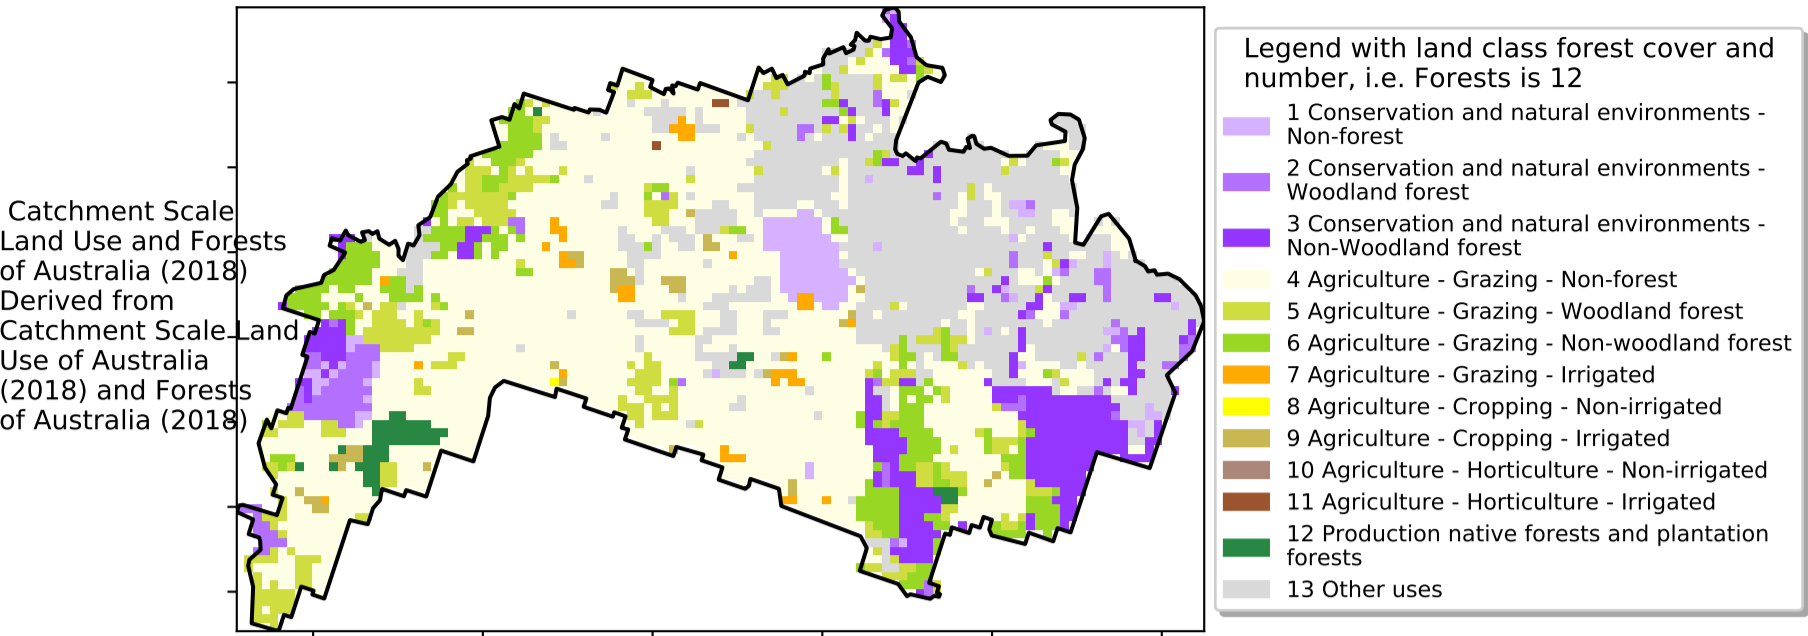 Catchment Scale
Land Use and Forests
of Australia (2018)
Derived from
Catchment Scale Land
Use of Australia
(2018) and Forests
of Australia (2018)
Legend with land class forest cover and
number, i.e. Forests is 12
1 Conservation and natural environments -
Non-forest
2 Conservation and natural environments -
Woodland forest
3 Conservation and natural environments -
Non-Woodland forest
4 Agriculture - Grazing - Non-forest
5 Agriculture - Grazing - Woodland forest
6 Agriculture - Grazing - Non-woodland forest
7 Agriculture - Grazing - Irrigated
8 Agriculture - Cropping - Non-irrigated
9 Agriculture - Cropping - Irrigated
10 Agriculture - Horticulture - Non-irrigated
11 Agriculture - Horticulture - Irrigated
12 Production native forests and plantation
forests
13 Other uses